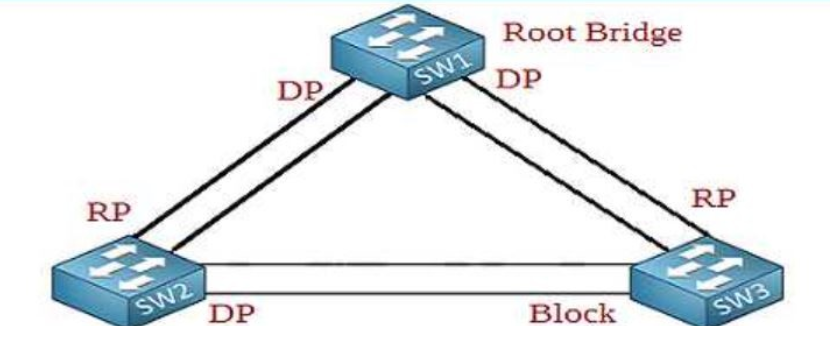 Root Bridge
SW1
DP
DP
RP
RP
SW2
SW3
DP
Block